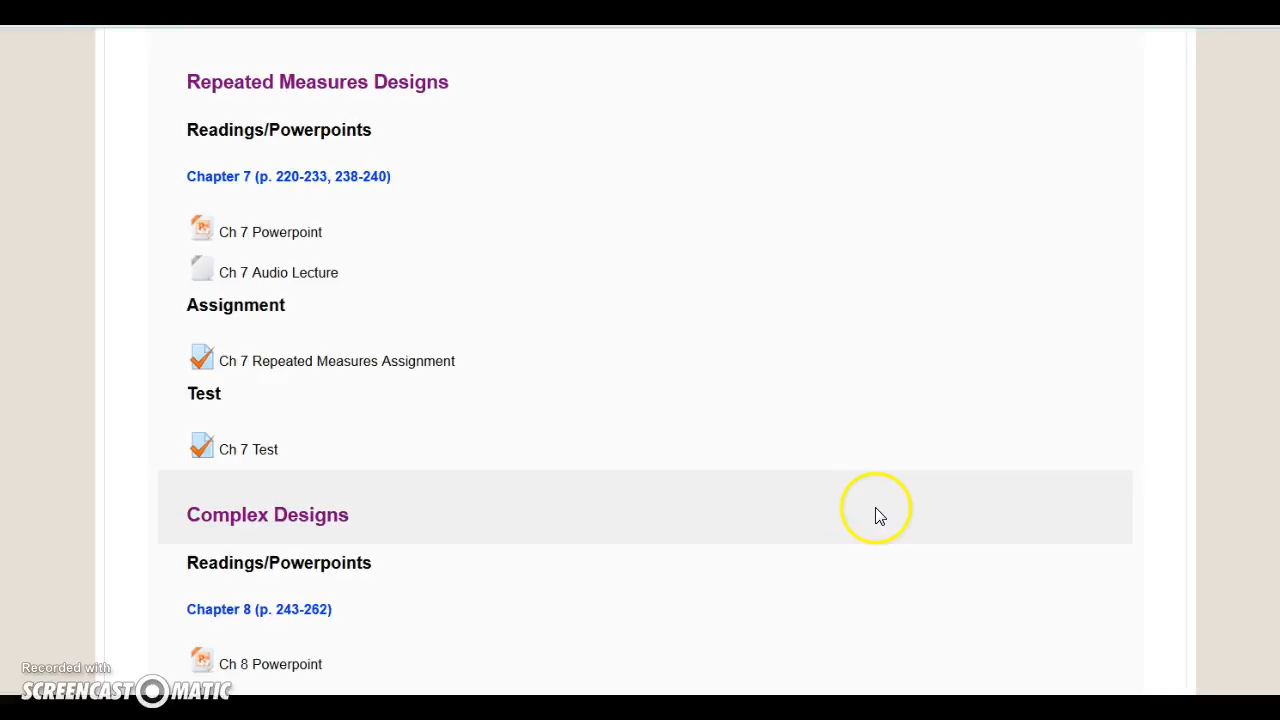 Repeated Measures Designs
Readings/Powerpoints
Chapter 7 (p. 220-233, 238-240)
Ch 7 Powerpoint
Ch 7 Audio Lecture
Assignment
Ch 7 Repeated Measures Assignment
Test
Ch 7 Test
Complex Designs
Readings/Powerpoints
Chapter 8 (p. 243-262)
Ch 8 Powerpoint
Recorded with
SCREENCAST MATIC